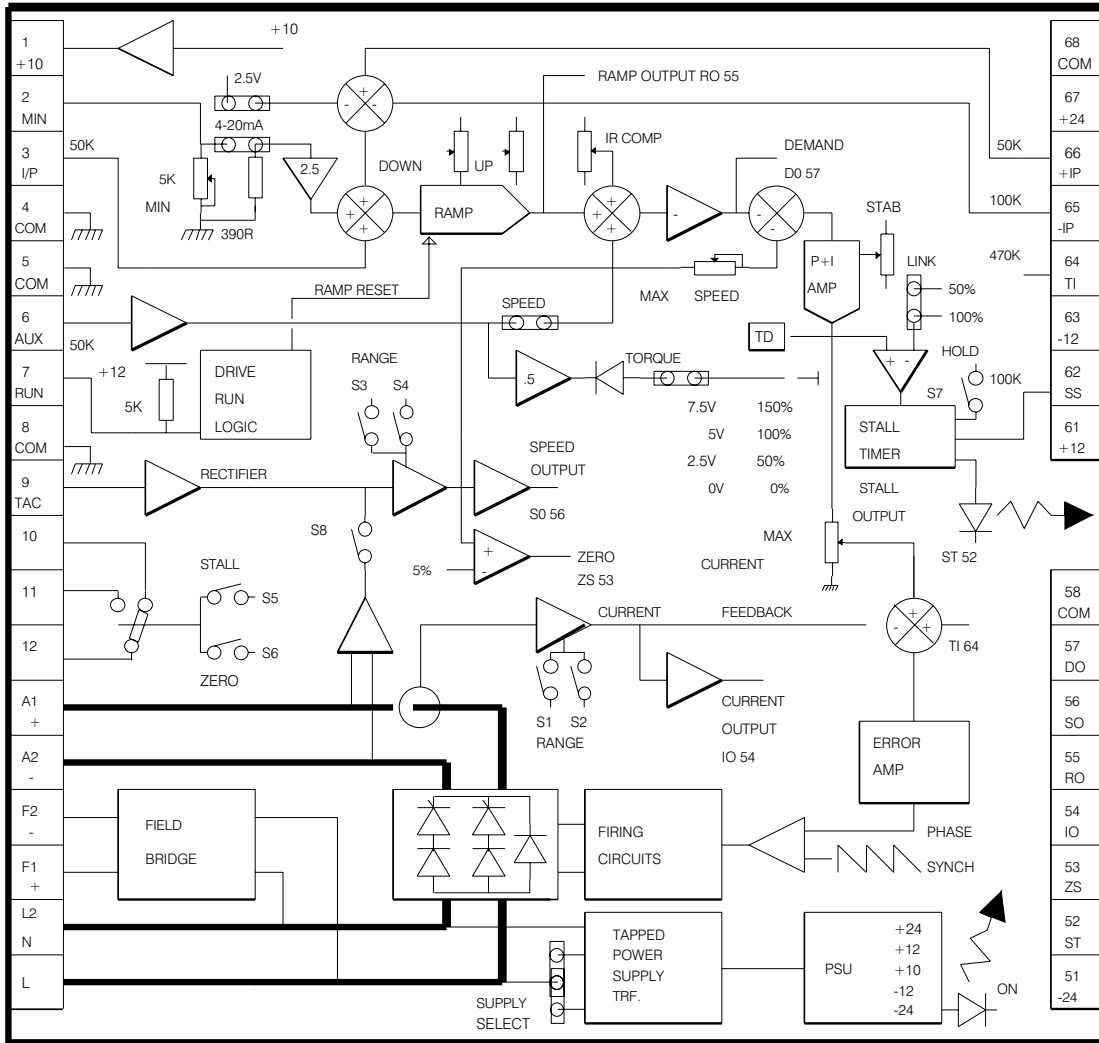 1
+10
2
MIN
3
I/P
4
COM
5
COM
6
AUX
7
RUN
8
COM
9
TAC
10
11
12
A1
+
A2
-
F2
-
F1
+
L2
N
L
+10
2.5V
4-20mA
50K
5K
MIN
390R
2.5
- -
+ +
+
DOWN
UP
RAMP
RAMP OUTPUT RO 55
IR COMP
+
+ +
+
-
DEMAND
D0 57
-
STAB
P+I
AMP
LINK
50%
100%
MAX SPEED
RAMP RESET
SPEED
50K
+12
5K
DRIVE
RUN
LOGIC
RANGE
S3 S4
.5
TORQUE
7.5V 150%
5V 100%
2.5V 50%
0V 0%
TD
+ -
HOLD
100K
S7
STALL
TIMER
STALL
OUTPUT
ST 52
RECTIFIER
SPEED
OUTPUT
S0 56
S8
5%
+
-
ZERO
ZS 53
STALL
S5
S6
ZERO
MAX
CURRENT
CURRENT
FEEDBACK
S1 S2
RANGE
CURRENT
OUTPUT
IO 54
+
- +
TI 64
ERROR
AMP
FIELD
BRIDGE
FIRING
CIRCUITS
PHASE
SYNCH
TAPPED
POWER
SUPPLY
TRF.
SUPPLY
SELECT
PSU
+24
+12
+10
-12
-24
ON
50K
100K
470K
68
COM
67
+24
66
+IP
65
-IP
64
TI
63
-12
62
SS
61
+12
58
COM
57
DO
56
SO
55
RO
54
IO
53
ZS
52
ST
51
-24